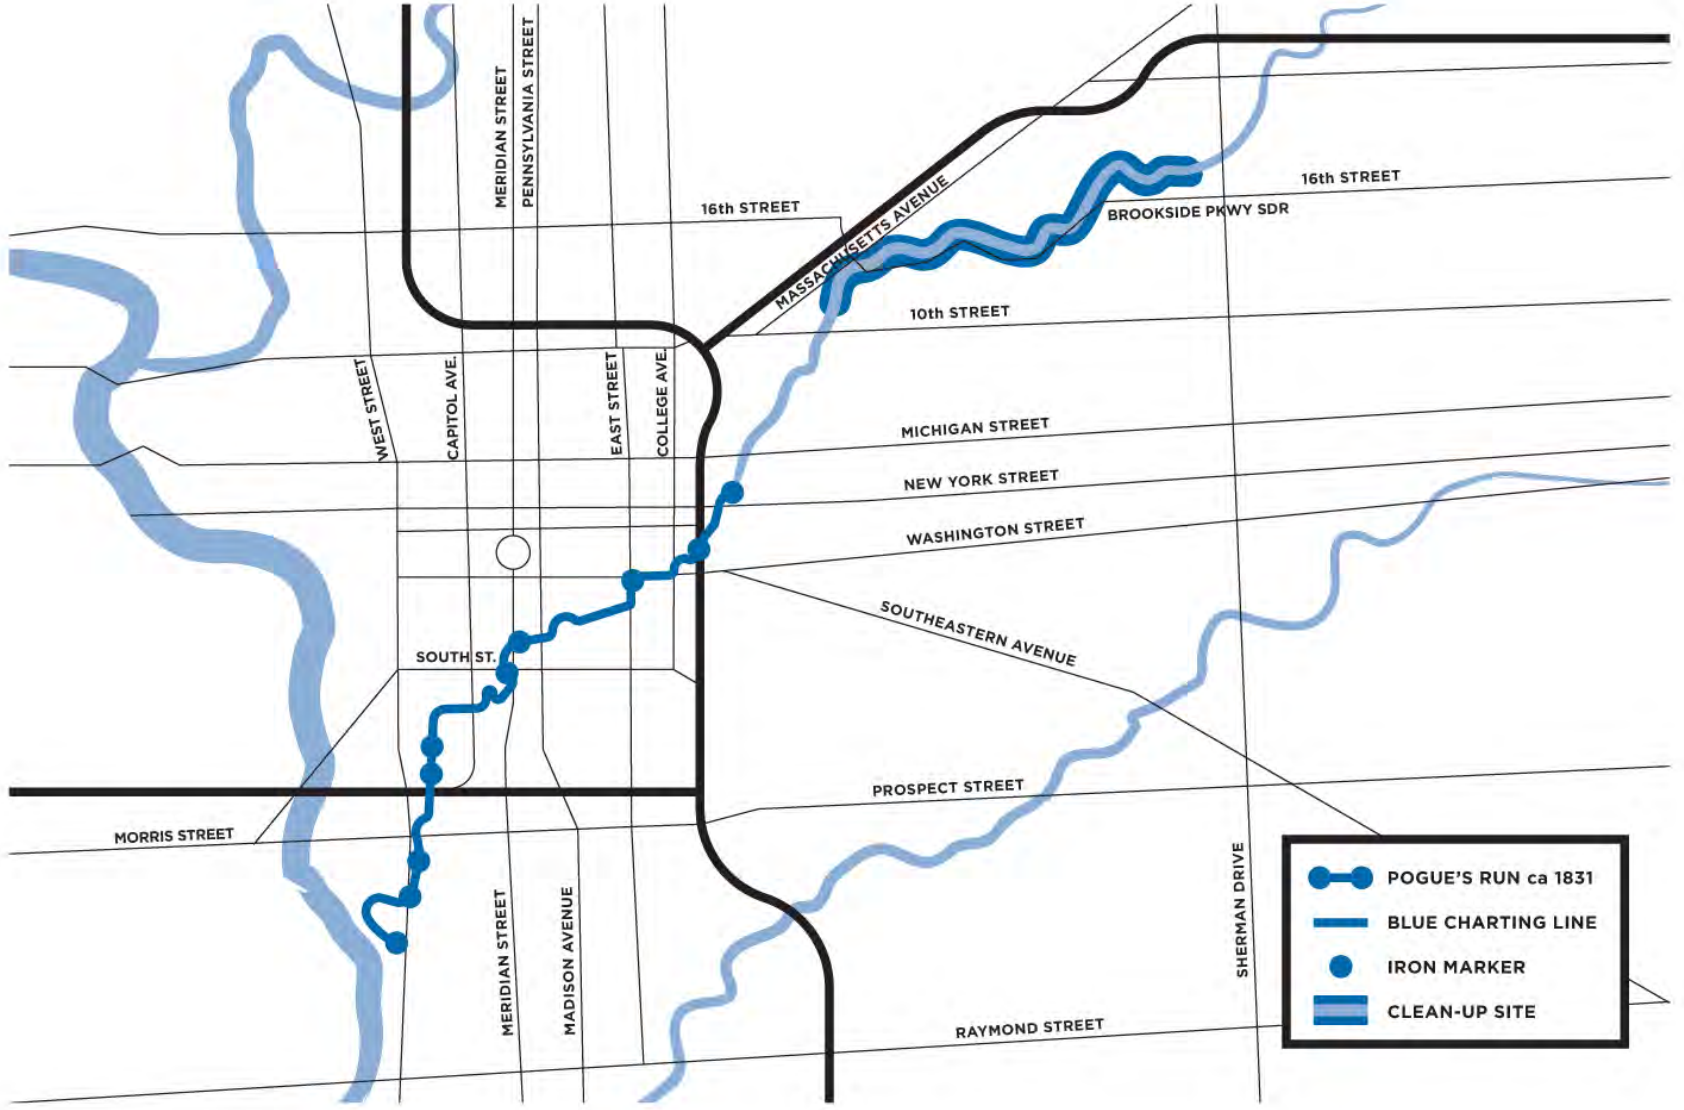 MERIDIAN STREET
PENNSYLVANIA STREET
16th STREET
MASSACHUSETTS AVENUE
16th STREET
BROOKSIDE PKWY SDR
10th STREET
WEST STREET
CAPITOL AVE.
EAST STREET
COLLEGE AVE.
MICHIGAN STREET
NEW YORK STREET
WASHINGTON STREET
SOUTHEASTERN AVENUE
SOUTH ST.
PROSPECT STREET
MORRIS STREET
MERIDIAN STREET
MADISON AVENUE
SHERMAN DRIVE
RAYMOND STREET
POGUE'S RUN ca 1831
BLUE CHARTING LINE
IRON MARKER
CLEAN-UP SITE